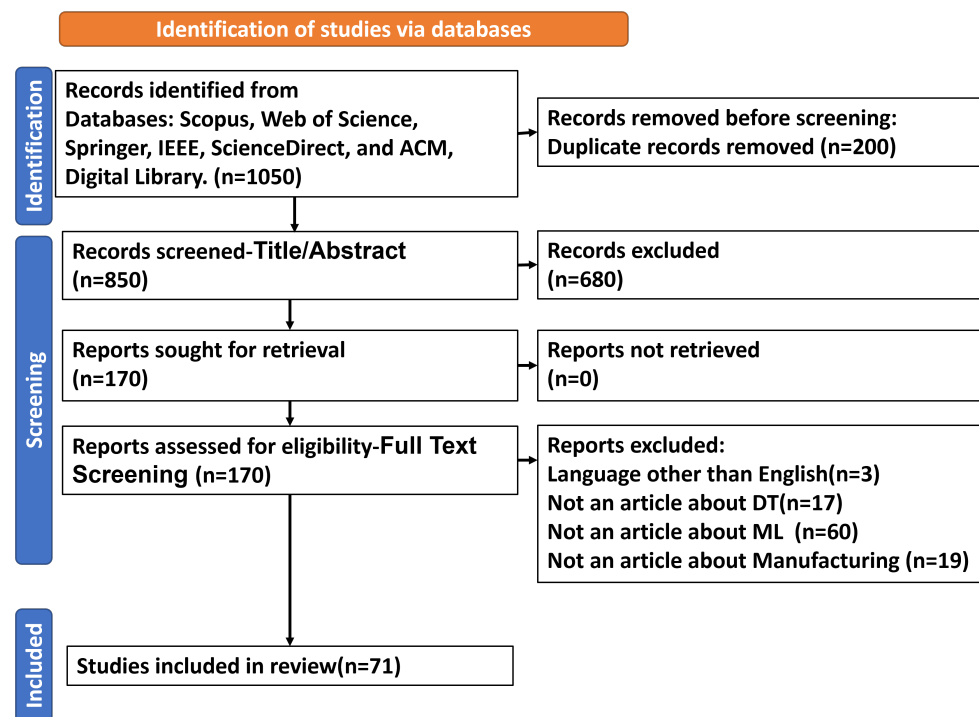 Identification of studies via databases
Identification
Records identified from
Databases: Scopus, Web of Science,
Springer, IEEE, ScienceDirect, and ACM,
Digital Library. (n=1050)
Records removed before screening:
Duplicate records removed (n=200)
Screening
Records screened-Title/Abstract
(n=850)
Records excluded
(n=680)
Reports sought for retrieval
(n=170)
Reports not retrieved
(n=0)
Reports assessed for eligibility-Full Text
Screening (n=170)
Reports excluded:
Language other than English(n=3)
Not an article about DT(n=17)
Not an article about ML (n=60)
Not an article about Manufacturing (n=19)
Included
Studies included in review(n=71)